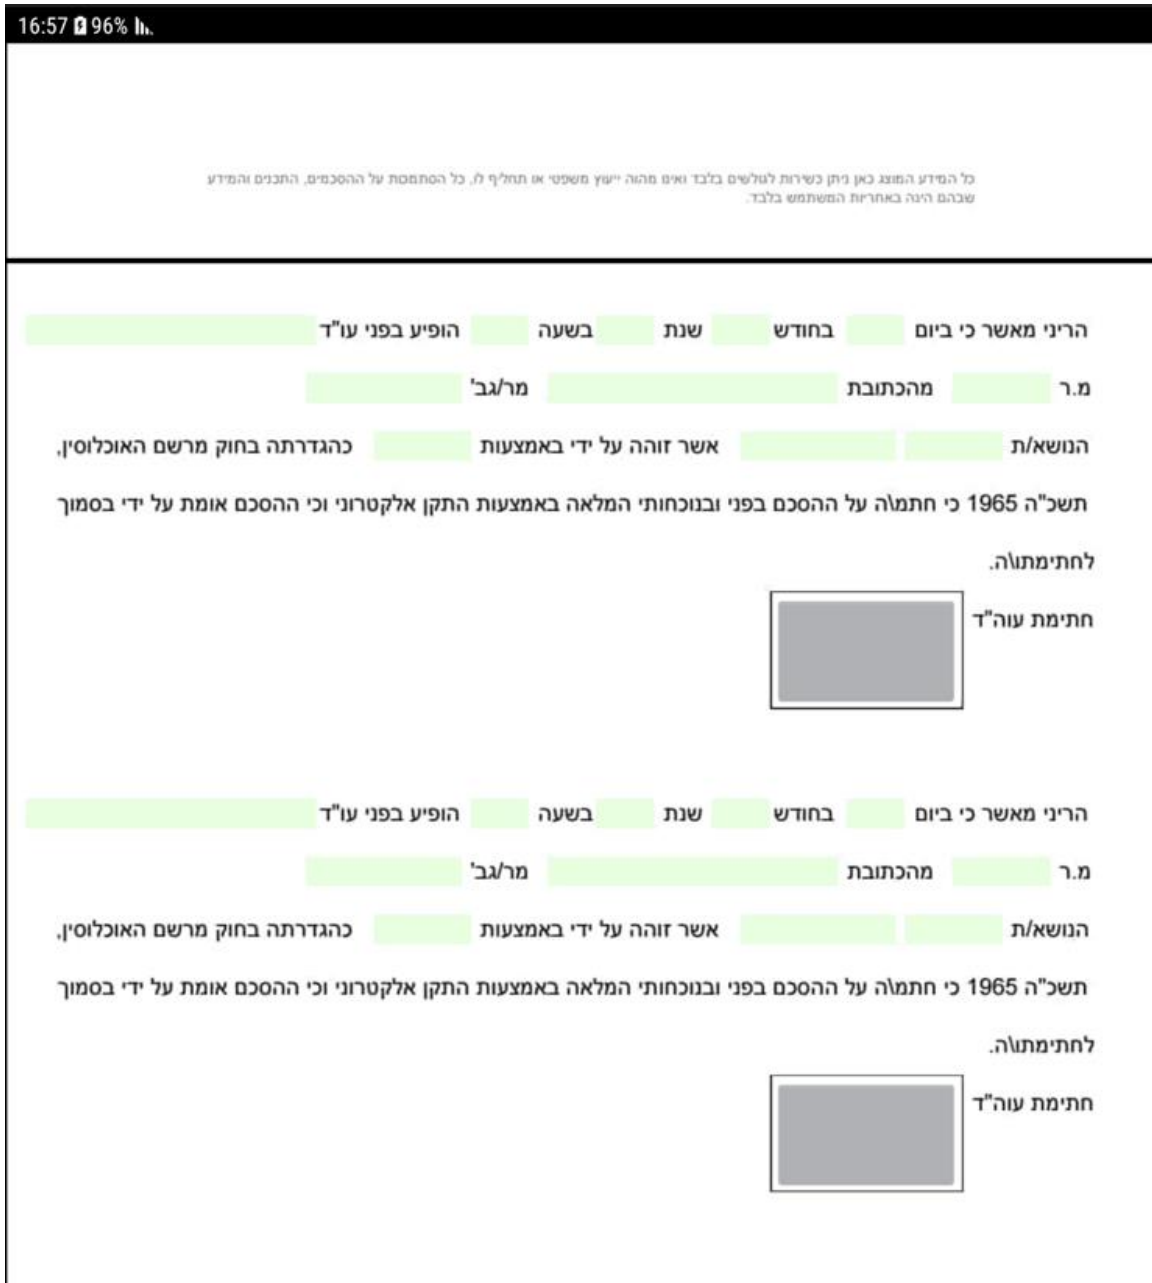 16:57 96%
כל המידע המוצג כאן ניתן כשירות לגולשים בלבד ואינו מהוה ייעוץ משפטי או תחליף לו, כל הסתמכות על ההסכמים, התכנים והמידע
שבהם הינה באחריות המשתמש בלבד.
הריני מאשר כי ביום בחודש שנת בשעה הופיע בפני עו"ד
מ.ר מהכתובת מר/גב'
הנושא/ת אשר זוהה על ידי באמצעות כהגדרתה בחוק מרשם האוכלוסין,
תשכ"ה 1965 כי חתמ\ה על ההסכם בפני ובנוכחותי המלאה באמצעות התקן אלקטרוני וכי ההסכם אומת על ידי בסמוך
לחתימתו\ה.
חתימת עוה"ד
הריני מאשר כי ביום בחודש שנת בשעה הופיע בפני עו"ד
מ.ר מהכתובת מר/גב'
הנושא/ת אשר זוהה על ידי באמצעות כהגדרתה בחוק מרשם האוכלוסין,
תשכ"ה 1965 כי חתמ\ה על ההסכם בפני ובנוכחותי המלאה באמצעות התקן אלקטרוני וכי ההסכם אומת על ידי בסמוך
לחתימתו\ה.
חתימת עוה"ד